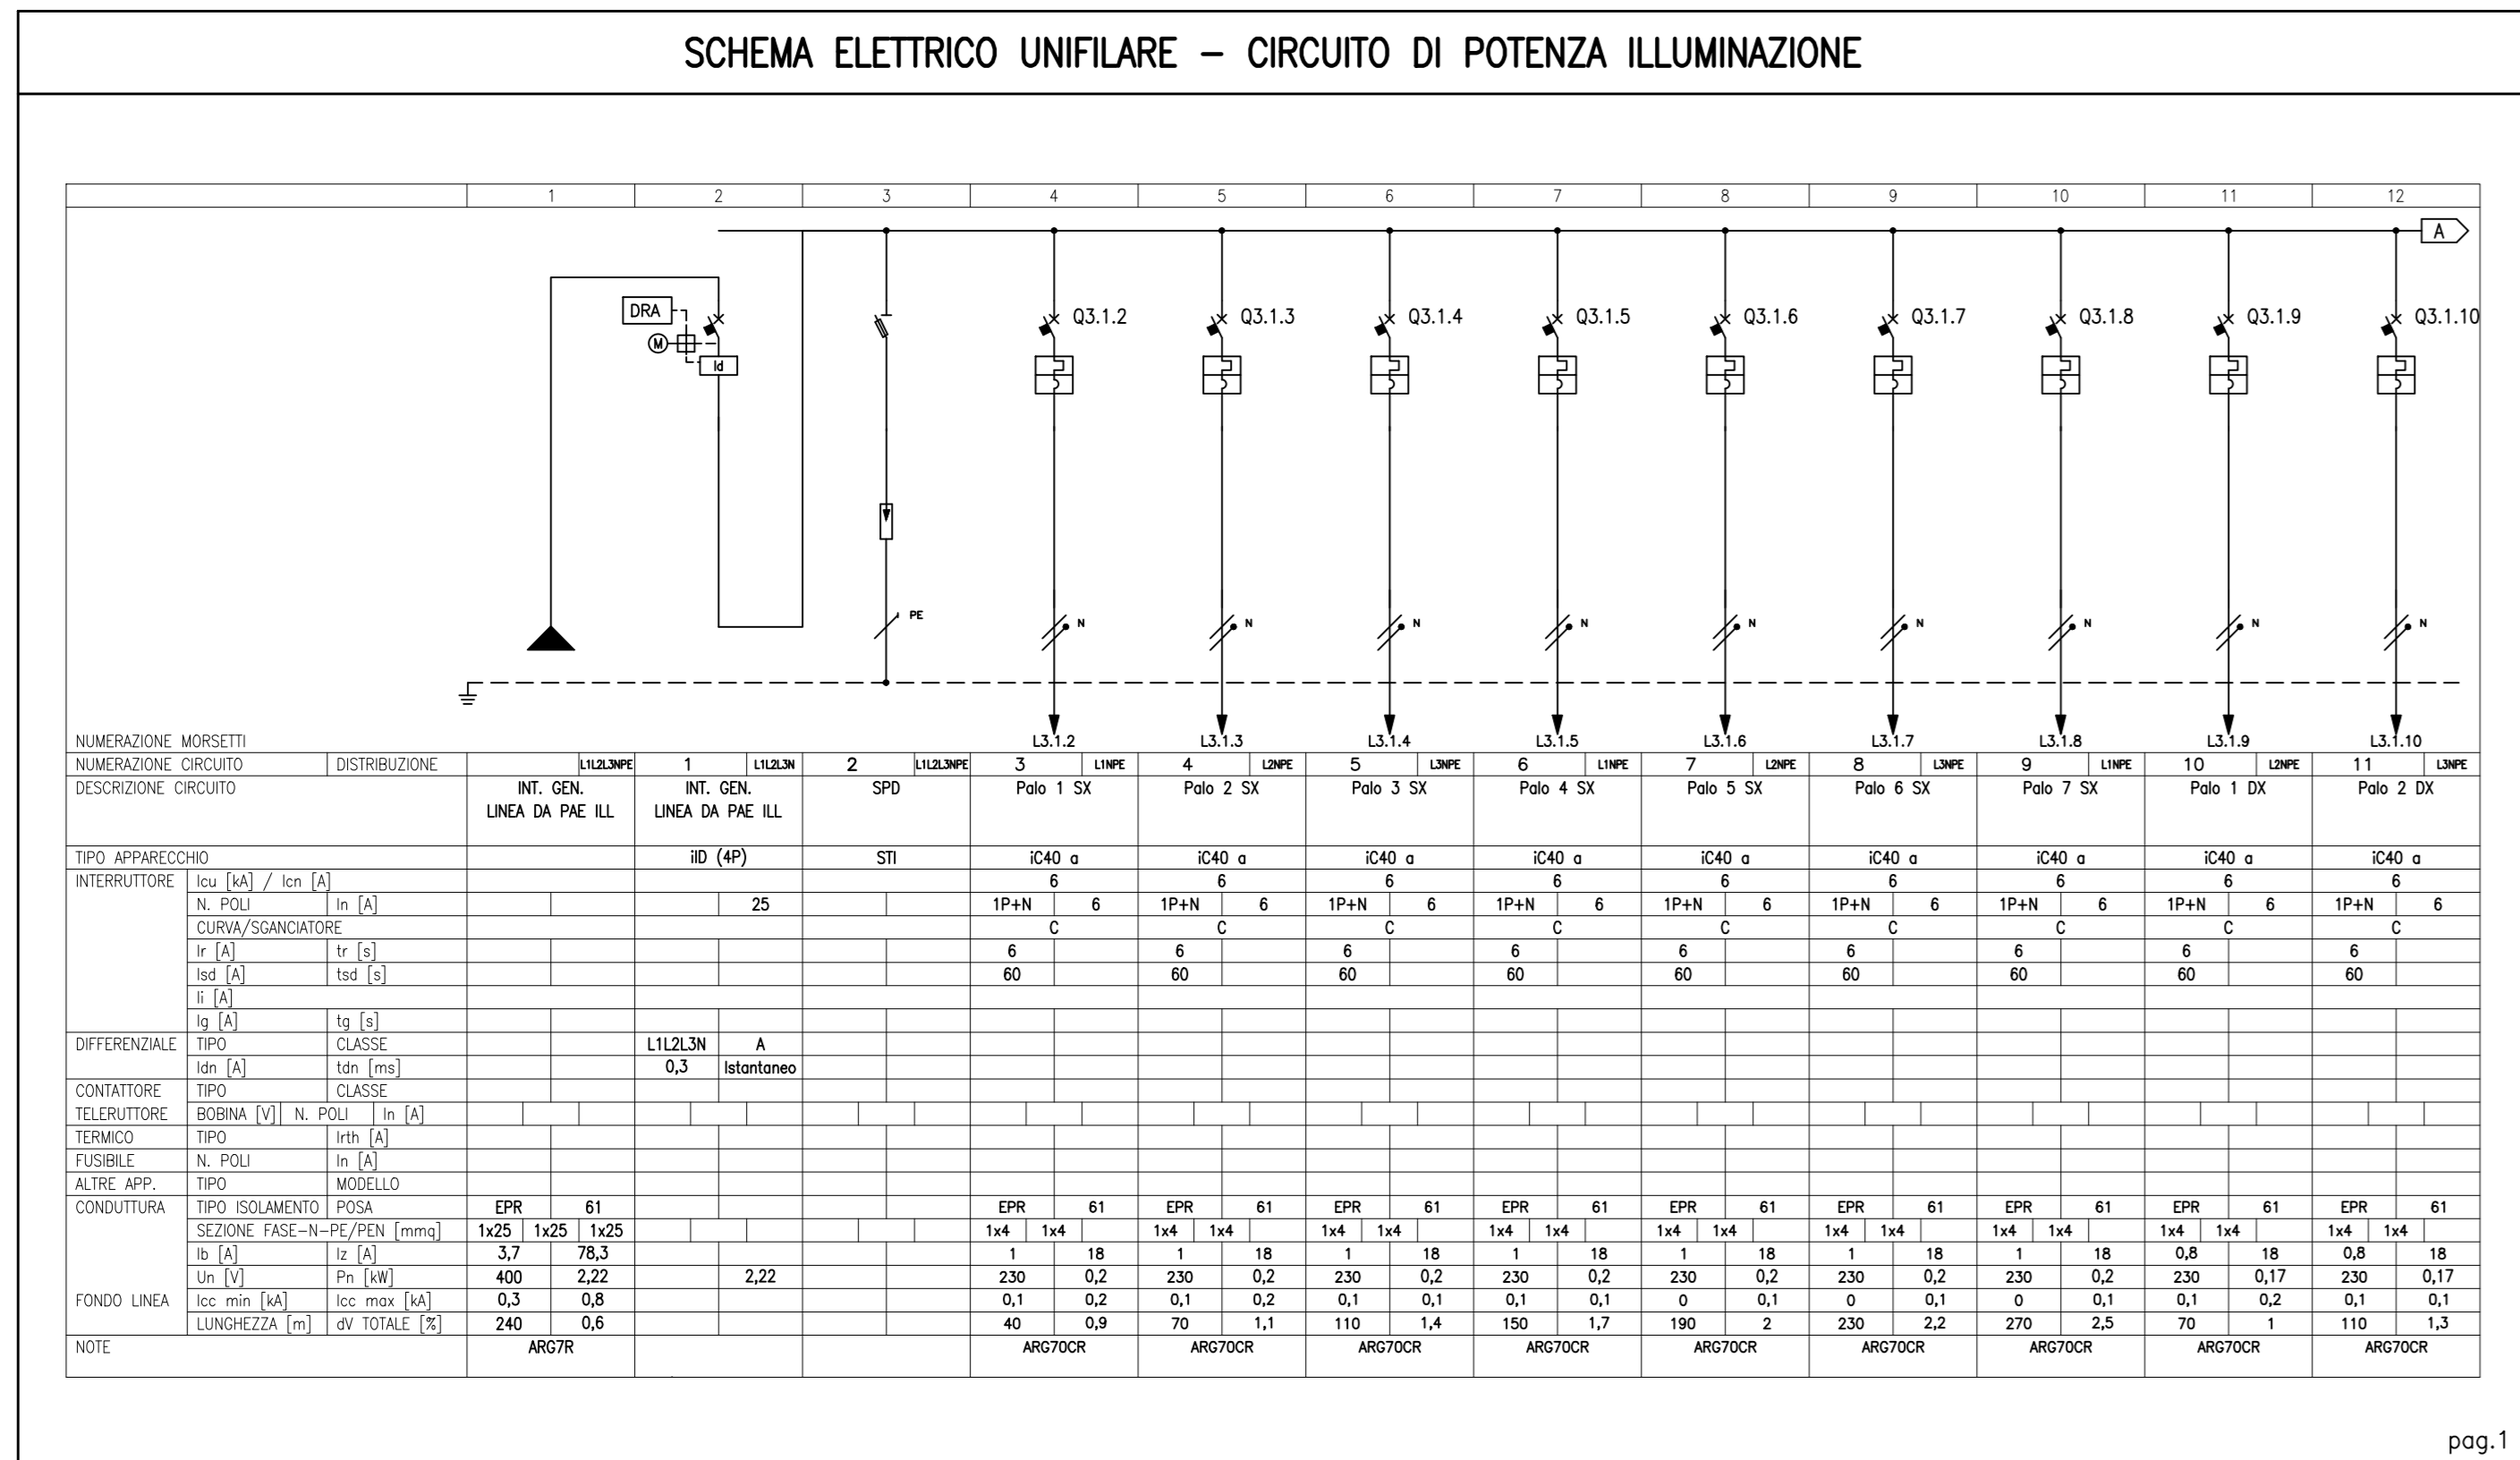 SCHEMA ELETTRICO UNIFILARE – CIRCUITO DI POTENZA ILLUMINAZIONE
1 2 3 4 5 6 7 8 9 10 11 12
A
DRA Q3.1.2 Q3.1.3 Q3.1.4 Q3.1.5 Q3.1.6 Q3.1.7 Q3.1.8 Q3.1.9 Q3.1.10
M
Id
PE N N N N N N N N N
NUMERAZIONE MORSETTI L3.1.2 L3.1.3 L3.1.4 L3.1.5 L3.1.6 L3.1.7 L3.1.8 L3.1.9 L3.1.10
NUMERAZIONE CIRCUITO DISTRIBUZIONE L1L2L3NPE 1 L1L2L3N 2 L1L2L3NPE 3 L1NPE 4 L2NPE 5 L3NPE 6 L1NPE 7 L2NPE 8 L3NPE 9 L1NPE 10 L2NPE 11 L3NPE
DESCRIZIONE CIRCUITO INT. GEN. INT. GEN. SPD Palo 1 SX Palo 2 SX Palo 3 SX Palo 4 SX Palo 5 SX Palo 6 SX Palo 7 SX Palo 1 DX Palo 2 DX
LINEA DA PAE ILL LINEA DA PAE ILL
TIPO APPARECCHIO iID (4P) STI iC40 a iC40 a iC40 a iC40 a iC40 a iC40 a iC40 a iC40 a iC40 a
INTERRUTTORE Icu [kA] / Icn [A] 6 6 6 6 6 6 6 6 6
N. POLI In [A] 25 1P+N 6 1P+N 6 1P+N 6 1P+N 6 1P+N 6 1P+N 6 1P+N 6 1P+N 6 1P+N 6
CURVA/SGANCIATORE C C C C C C C C C
Ir [A] tr [s] 6 6 6 6 6 6 6 6 6
Isd [A] tsd [s] 60 60 60 60 60 60 60 60 60
Ii [A]
Ig [A] tg [s]
DIFFERENZIALE TIPO CLASSE L1L2L3N A
Idn [A] tdn [ms] 0,3 Istantaneo
CONTATTORE TIPO CLASSE
TELERUTTORE BOBINA [V] N. POLI In [A]
TERMICO TIPO Irth [A]
FUSIBILE N. POLI In [A]
ALTRE APP. TIPO MODELLO
CONDUTTURA TIPO ISOLAMENTO POSA EPR 61 EPR 61 EPR 61 EPR 61 EPR 61 EPR 61 EPR 61 EPR 61 EPR 61 EPR 61
SEZIONE FASE-N-PE/PEN [mmq] 1x25 1x25 1x25 1x4 1x4 1x4 1x4 1x4 1x4 1x4 1x4 1x4 1x4 1x4 1x4 1x4 1x4 1x4 1x4 1x4 1x4
Ib [A] Iz [A] 3,7 78,3 1 18 1 18 1 18 1 18 1 18 1 18 1 18 0,8 18 0,8 18
Un [V] Pn [kW] 400 2,22 2,22 230 0,2 230 0,2 230 0,2 230 0,2 230 0,2 230 0,2 230 0,2 230 0,17 230 0,17
FONDO LINEA Icc min [kA] Icc max [kA] 0,3 0,8 0,1 0,2 0,1 0,2 0,1 0,1 0,1 0,1 0 0,1 0 0,1 0 0,1 0,1 0,2 0,1 0,1
LUNGHEZZA [m] dV TOTALE [%] 240 0,6 40 0,9 70 1,1 110 1,4 150 1,7 190 2 230 2,2 270 2,5 70 1 110 1,3
NOTE ARG7R ARG7OCR ARG7OCR ARG7OCR ARG7OCR ARG7OCR ARG7OCR ARG7OCR ARG7OCR ARG7OCR
pag.1